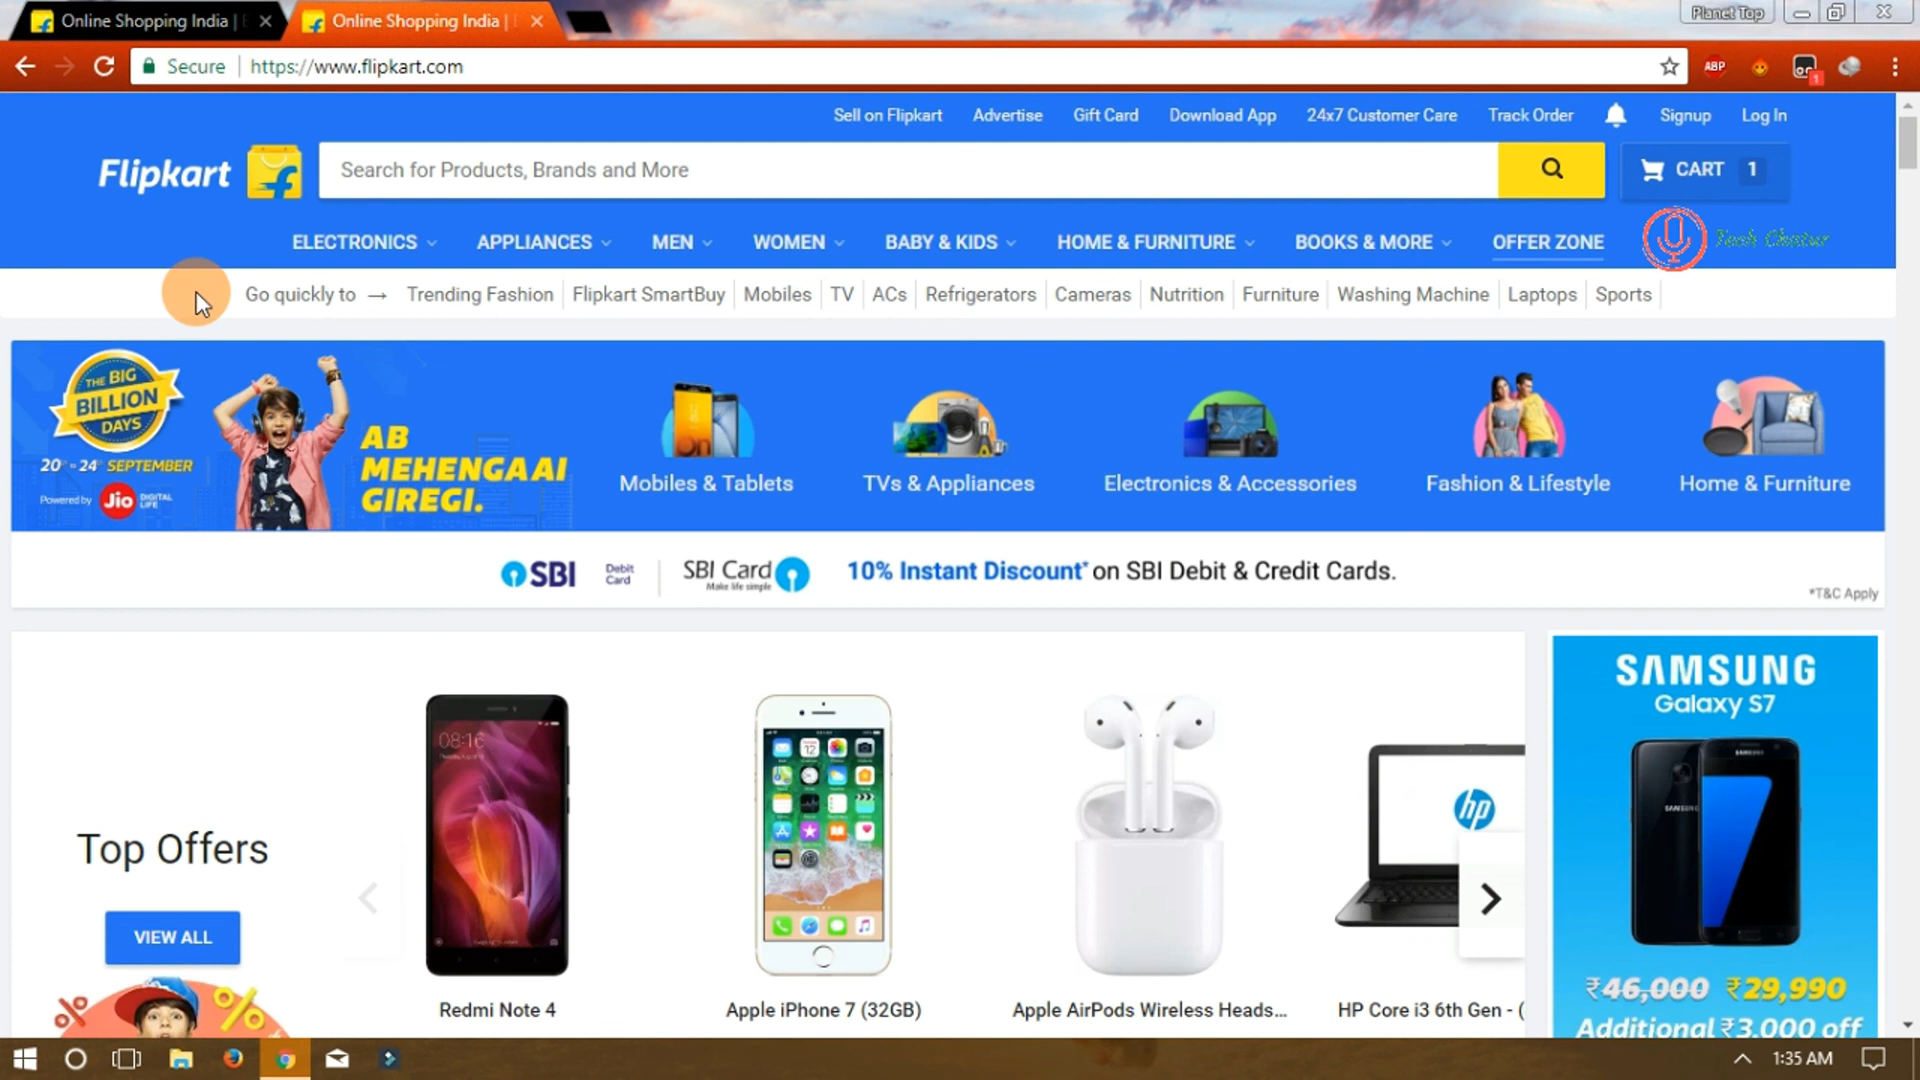 Online Shopping India |
Online Shopping India |
Planet Top
Secure
https://www.flipkart.com
ABP
1
Sell on Flipkart
Advertise
Gift Card
Download App
24x7 Customer Care
Track Order
Signup
Log In
Flipkart
Search for Products, Brands and More
CART 1
ELECTRONICS
APPLIANCES
MEN
WOMEN
BABY & KIDS
HOME & FURNITURE
BOOKS & MORE
OFFER ZONE
Tech Chatur
Go quickly to →
Trending Fashion
Flipkart SmartBuy
Mobiles
TV
ACs
Refrigerators
Cameras
Nutrition
Furniture
Washing Machine
Laptops
Sports
THE BIG
BILLION
DAYS
20 - 24 SEPTEMBER
Powered by Jio DIGITAL
LIFE
AB
MEHENGAAI
GIREGI.
Mobiles & Tablets
TVs & Appliances
Electronics & Accessories
Fashion & Lifestyle
Home & Furniture
SBI Debit
Card
SBI Card
Make life simple
10% Instant Discount* on SBI Debit & Credit Cards.
*T&C Apply
Top Offers
VIEW ALL
08:16
hp
Redmi Note 4
Apple iPhone 7 (32GB)
Apple AirPods Wireless Heads...
HP Core i3 6th Gen - (
SAMSUNG
Galaxy S7
SAMSUNG
SAMSUNG
₹46,000 ₹29,990
Additional ₹3,000 off
1:35 AM